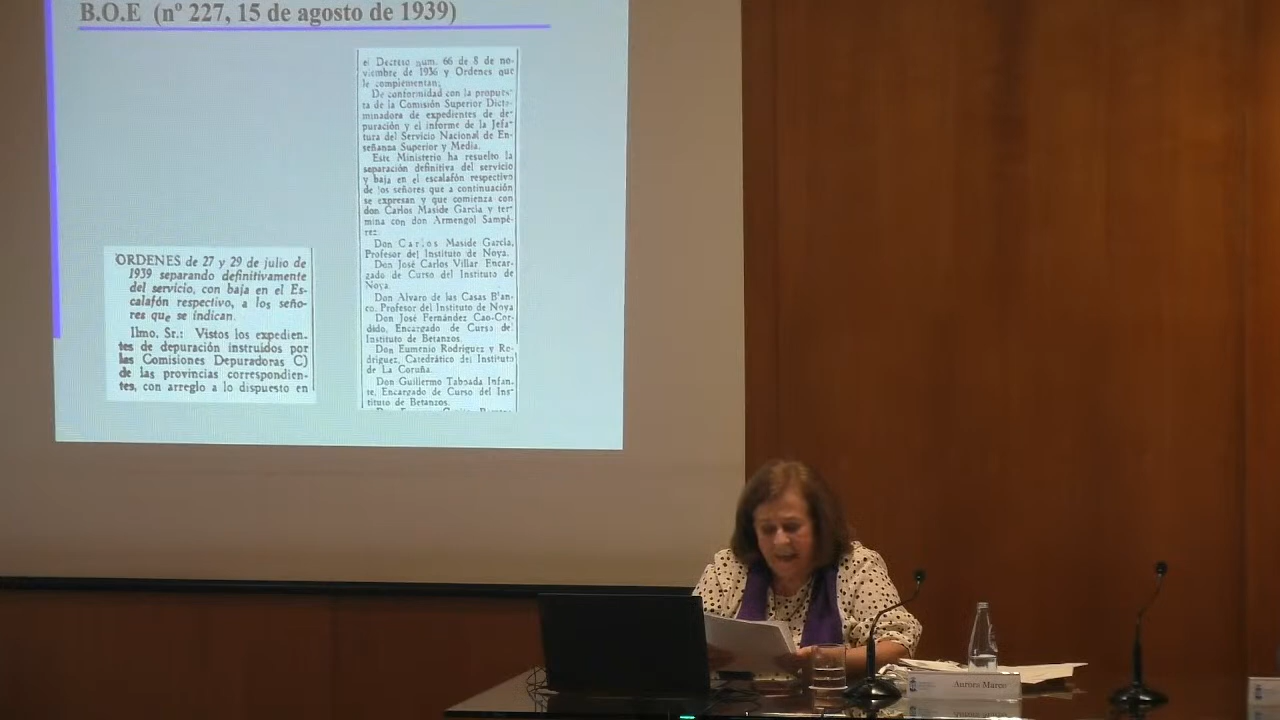 B.O.E (nº 227, 15 de agosto de 1939)
ORDENES de 27 y 29 de julio de
1939 separando definitivamente
del servicio, con baja en el Es-
calafón respectivo, a los seño-
res que se indican.
Ilmo. Sr.: Vistos los expedien-
tes de depuración instruidos por
las Comisiones Depuradoras C)
de las provincias correspondien-
tes, con arreglo a lo dispuesto en
el Decreto núm. 66 de 8 de no-
viembre de 1936 y Ordenes que
le complementan,
De conformidad con la propues-
ta de la Comisión Superior Dicta-
minadora de expedientes de de-
puración y el informe de la Jefa-
tura del Servicio Nacional de En-
señanza Superior y Media,
Este Ministerio ha resuelto la
separación definitiva del servicio
y baja en el escalafón respectivo
de los señores que a continuación
se expresan y que comienza con
don Carlos Maside García y ter-
mina con don Armengol Sampé-
rez:
Don Carlos Maside García,
Profesor del Instituto de Noya.
Don José Carlos Villar Encar-
gado de Curso del Instituto de
Noya.
Don Alvaro de las Casas Blan-
co, Profesor del Instituto de Noya
Don José Fernández Cao-Cor-
dido, Encargado de Curso del
Instituto de Betanzos.
Don Eumenio Rodríguez y Ro-
dríguez, Catedrático del Instituto
de La Coruña.
Don Guillermo Taboada Infan-
te, Encargado de Curso del Ins-
tituto de Betanzos.
Aurora Marco